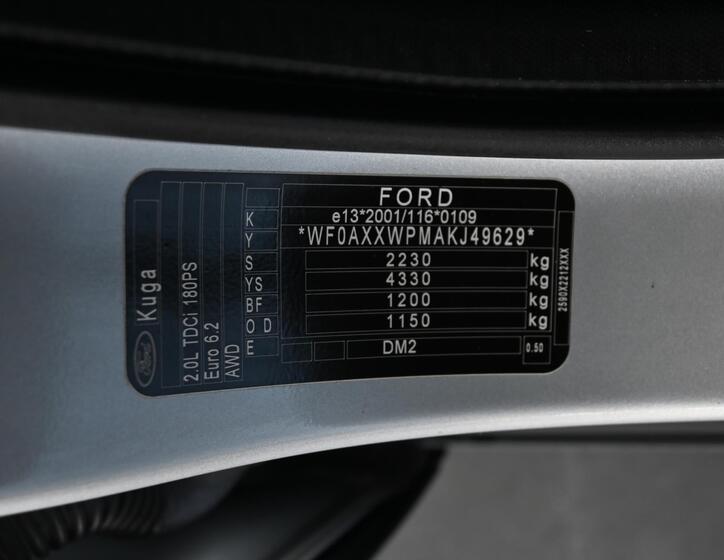 Ford
Kuga
2.0L TDCi 180PS
Euro 6.2
AWD
K
Y
S
YS
BF
O D
E
FORD
e13*2001/116*0109
*WF0AXXWPMAKJ49629*
2230 kg
4330 kg
1200 kg
1150 kg
DM2
0.50
2590X2212XXX